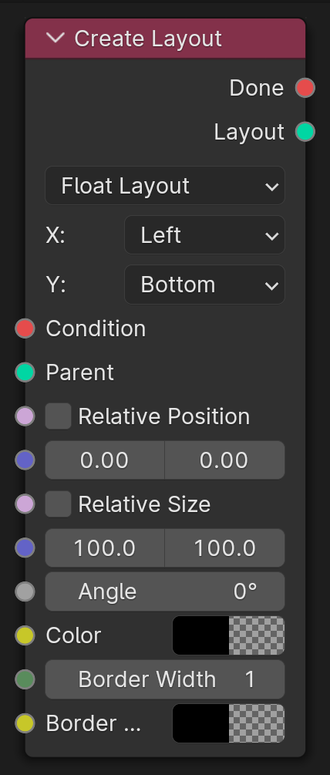 Create Layout
Done
Layout
Float Layout
X: Left
Y: Bottom
Condition
Parent
Relative Position
0.00 0.00
Relative Size
100.0 100.0
Angle 0°
Color
Border Width 1
Border ...